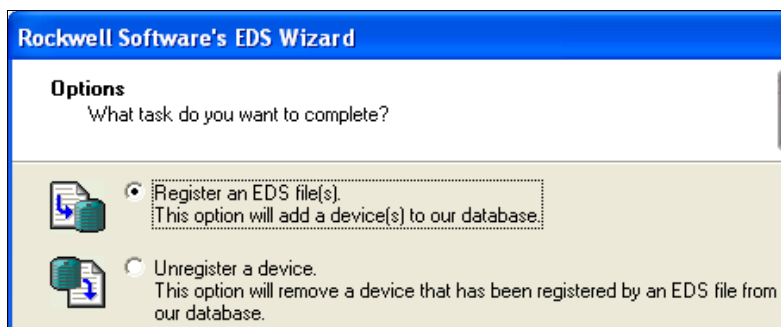 Rockwell Software's EDS Wizard
Options
What task do you want to complete?
Register an EDS file(s).
This option will add a device(s) to our database.
Unregister a device.
This option will remove a device that has been registered by an EDS file from
our database.